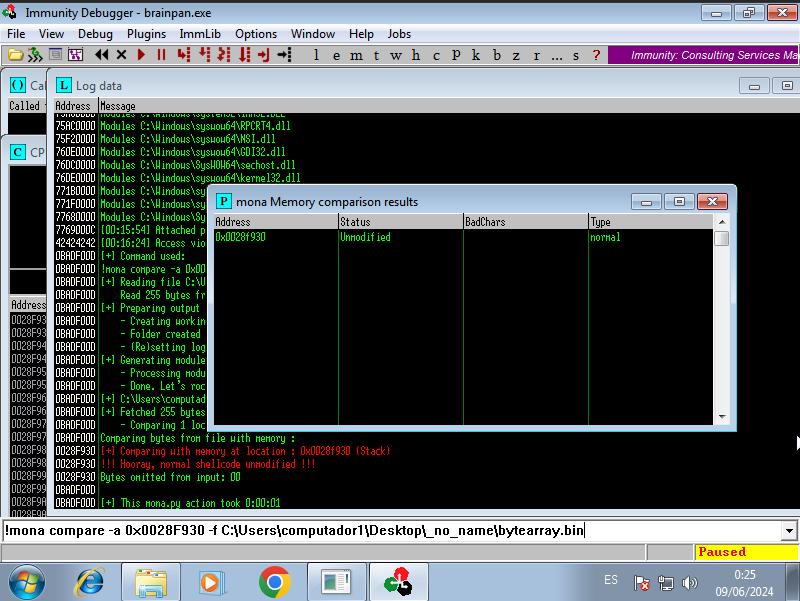 Immunity Debugger - brainpan.exe
File View Debug Plugins ImmLib Options Window Help Jobs
l e m t w h c P k b z r ... s ?
Immunity: Consulting Services Ma
Cal
Log data
Called
Address Message
Modules C:\Windows\
75AC0000 Modules C:\Windows\syswow64\RPCRT4.dll
75F20000 Modules C:\Windows\syswow64\NSI.dll
760E0000 Modules C:\Windows\syswow64\GDI32.dll
760C0000 Modules C:\Windows\SysWOW64\sechost.dll
760E0000 Modules C:\Windows\syswow64\kernel32.dll
771B0000 Modules C:\Windows\sy
771F0000 Modules C:\Windows\
77680000 Modules C:\Windows\Sy
7769000C [00:15:54] Attached p
42424242 [00:16:24] Access vio
0BADF00D [+] Command used:
0BADF00D !mona compare -a 0x00
0BADF00D [+] Reading file C:\U
0BADF00D Read 255 bytes fr
0BADF00D [+] Preparing output
0BADF00D - Creating workin
0BADF00D - Folder created
0BADF00D - (Re)setting log
0BADF00D [+] Generating module
0BADF00D - Processing modu
0BADF00D - Done. Let's roc
0BADF00D [+] C:\Users\computad
0BADF00D [+] Fetched 255 bytes
0BADF00D - Comparing 1 loc
0BADF00D Comparing bytes from file with memory :
0028F930 [+] Comparing with memory at location : 0x0028f930 (Stack)
0028F930 !!! Hooray, normal shellcode unmodified !!!
0028F930 Bytes omitted from input: 00
0BADF00D
0BADF00D [+] This mona.py action took 0:00:01
CP
Address
0028F93
0028F93
0028F94
0028F94
0028F95
0028F95
0028F96
0028F96
0028F97
0028F97
0028F98
0028F98
0028F99
0028F99
0028F9A
mona Memory comparison results
Address Status BadChars Type
0x0028f930 Unmodified normal
!mona compare -a 0x0028F930 -f C:\Users\computador1\Desktop\_no_name\bytearray.bin
Paused
ES
0:25
09/06/2024